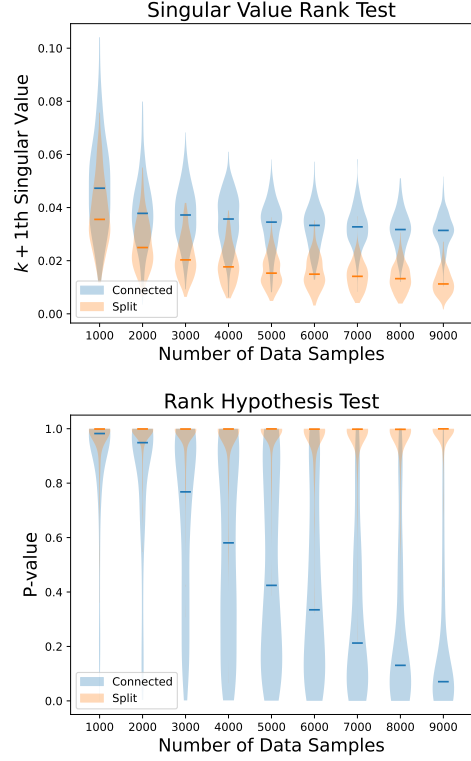 Singular Value Rank Test
k + 1th Singular Value
0.10
0.08
0.06
0.04
0.02
0.00
Connected
Split
1000 2000 3000 4000 5000 6000 7000 8000 9000
Number of Data Samples
Rank Hypothesis Test
P-value
1.0
0.8
0.6
0.4
0.2
0.0
Connected
Split
1000 2000 3000 4000 5000 6000 7000 8000 9000
Number of Data Samples